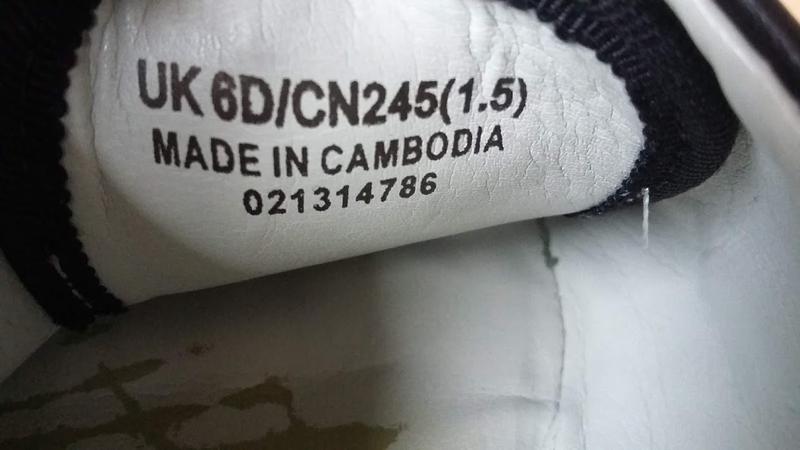 UK 6D/CN245(1.5)
MADE IN CAMBODIA
021314786